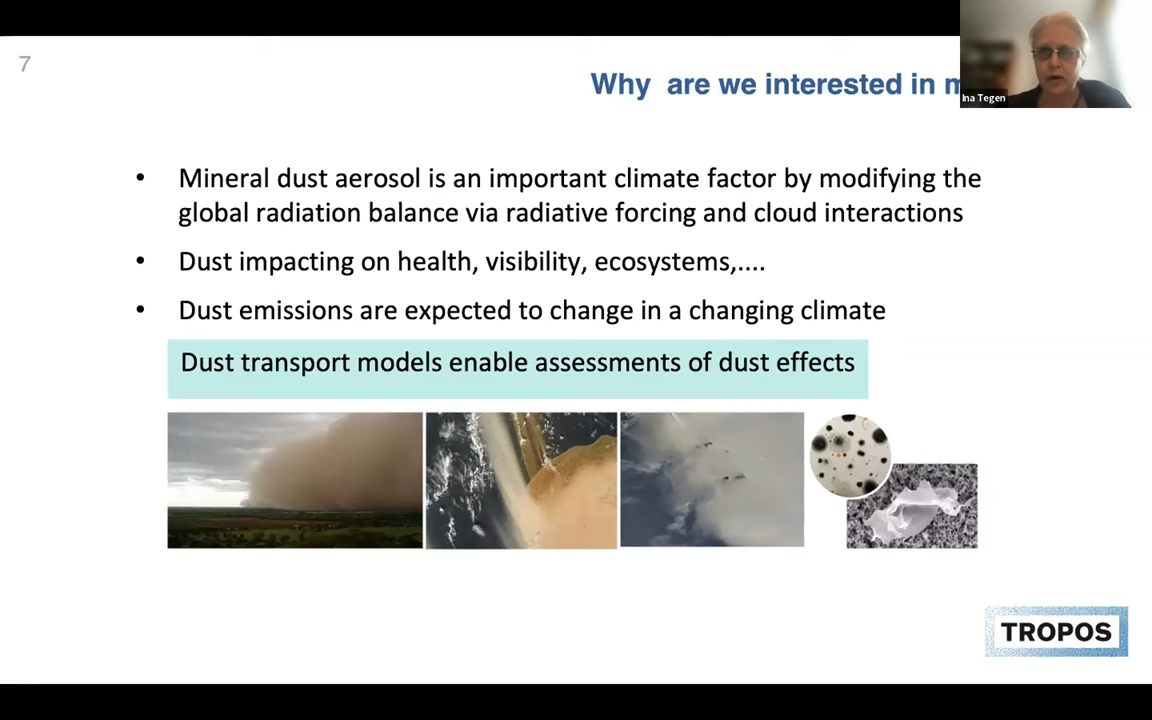 7
Why are we interested in
Ina Tegen
• Mineral dust aerosol is an important climate factor by modifying the
global radiation balance via radiative forcing and cloud interactions
• Dust impacting on health, visibility, ecosystems,....
• Dust emissions are expected to change in a changing climate
Dust transport models enable assessments of dust effects
TROPOS